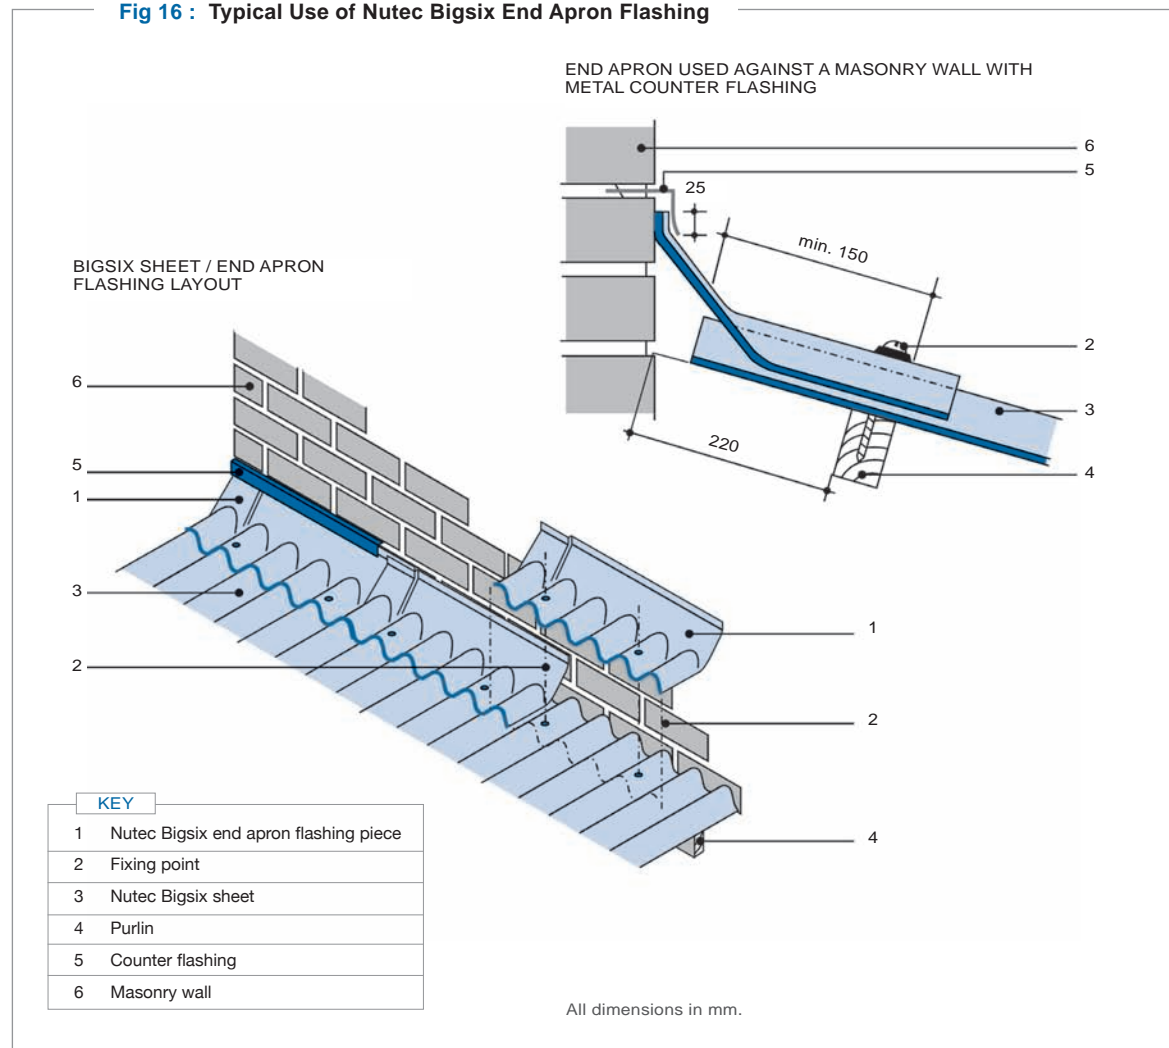 Fig 16 : Typical Use of Nutec Bigsix End Apron Flashing
END APRON USED AGAINST A MASONRY WALL WITH
METAL COUNTER FLASHING
6
5
25
min. 150
2
3
220
4
BIGSIX SHEET / END APRON
FLASHING LAYOUT
6
5
1
3
2
1
2
4
KEY
1 Nutec Bigsix end apron flashing piece
2 Fixing point
3 Nutec Bigsix sheet
4 Purlin
5 Counter flashing
6 Masonry wall
All dimensions in mm.